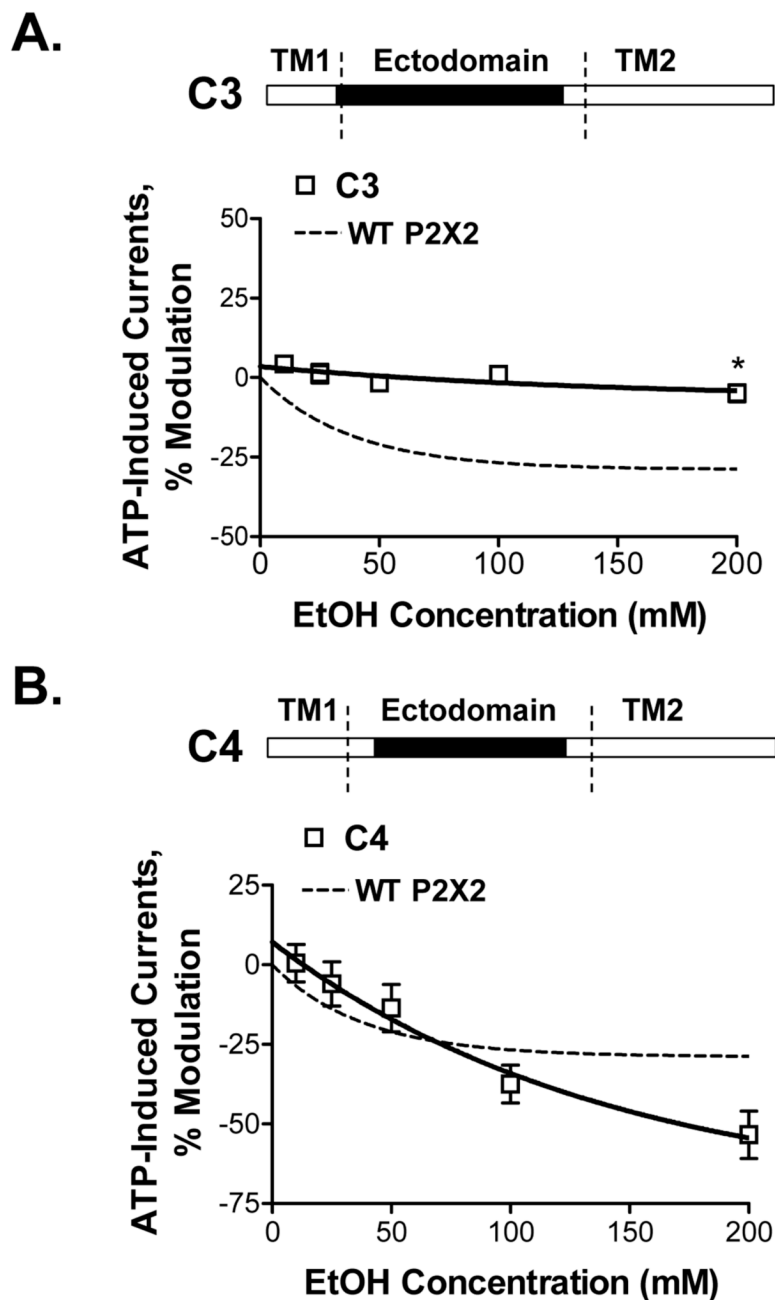 A.
TM1 Ectodomain TM2
C3
C3
WT P2X2
ATP-Induced Currents,
% Modulation
50
25
0
-25
-50
*
0 50 100 150 200
EtOH Concentration (mM)
B.
TM1 Ectodomain TM2
C4
C4
WT P2X2
ATP-Induced Currents,
% Modulation
25
0
-25
-50
-75
0 50 100 150 200
EtOH Concentration (mM)